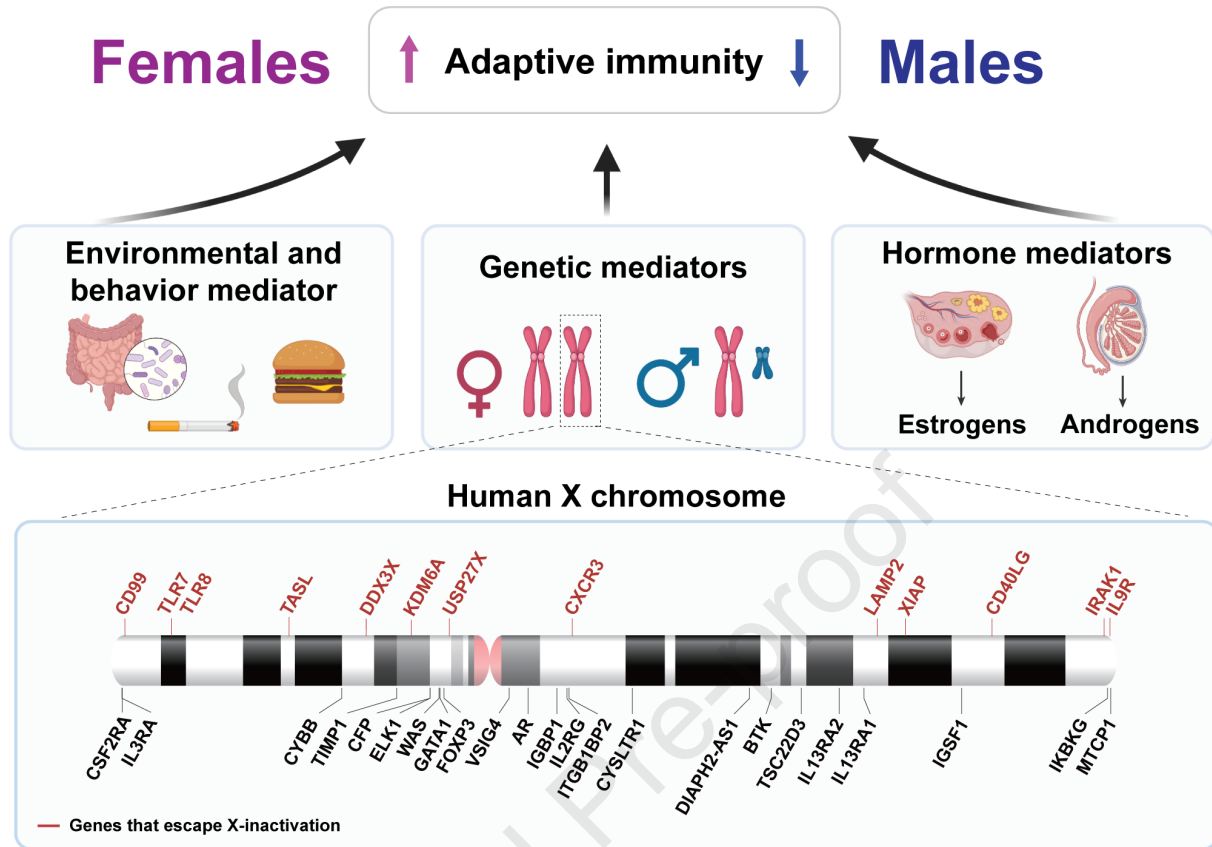 Females
Adaptive immunity
Males
Environmental and
behavior mediator
Genetic mediators
Hormone mediators
Estrogens
Androgens
Human X chromosome
CD99
TLR7
TLR8
TASL
DDX3X
KDM6A
USP27X
CXCR3
LAMP2
XIAP
CD40LG
IRAK1
IL9R
CSF2RA
IL3RA
CYBB
TIMP1
CFP
ELK1
WAS
GATA1
FOXP3
VSIG4
AR
IGBP1
IL2RG
ITGB1BP2
CYSLTR1
DIAPH2-AS1
BTK
TSC22D3
IL13RA2
IL13RA1
IGSF1
IKBKG
MTCP1
Genes that escape X-inactivation
Pre-proof